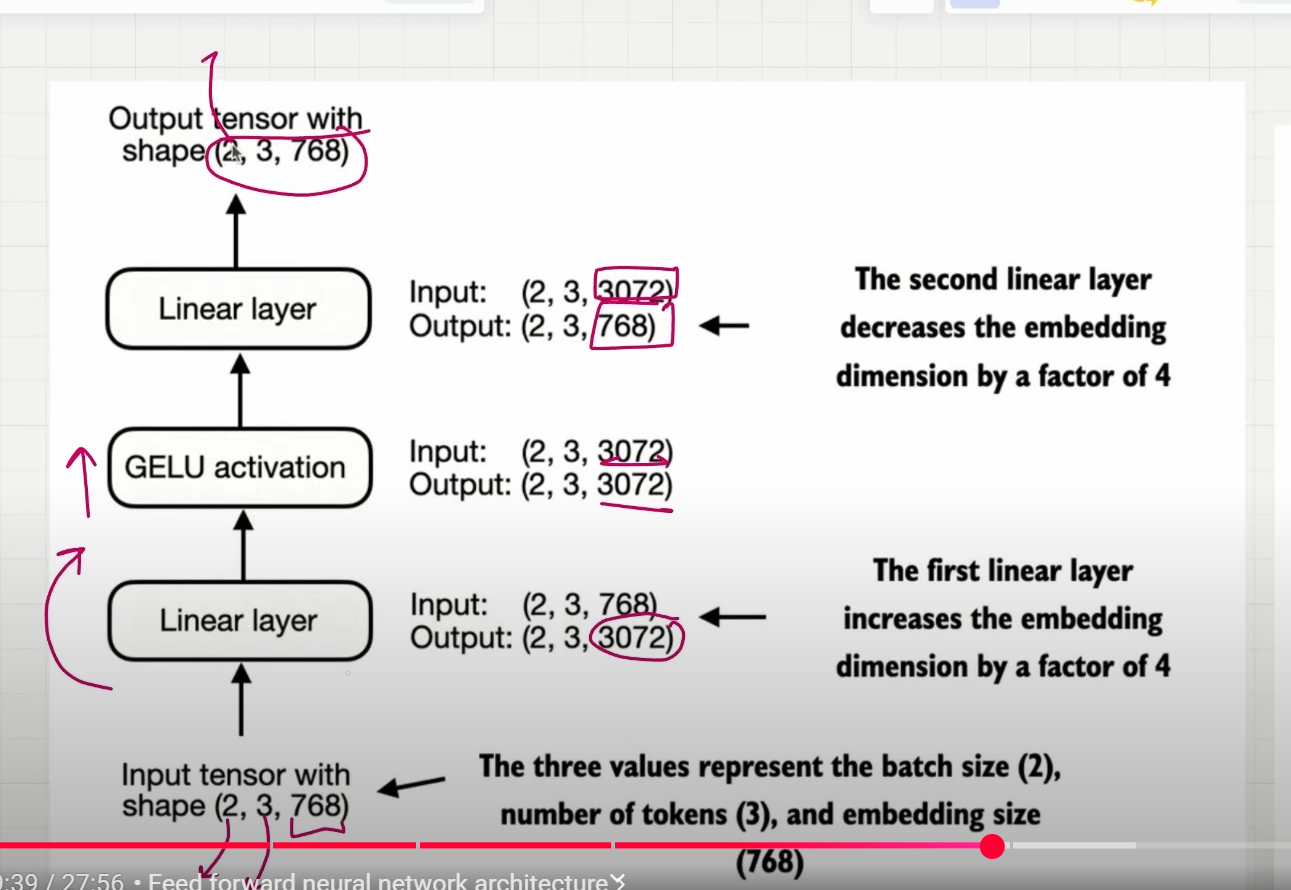 Output tensor with
shape (2, 3, 768)
Linear layer
Input: (2, 3, 3072)
Output: (2, 3, 768)
The second linear layer
decreases the embedding
dimension by a factor of 4
GELU activation
Input: (2, 3, 3072)
Output: (2, 3, 3072)
Linear layer
Input: (2, 3, 768)
Output: (2, 3, 3072)
The first linear layer
increases the embedding
dimension by a factor of 4
Input tensor with
shape (2, 3, 768)
The three values represent the batch size (2),
number of tokens (3), and embedding size
(768)
:39 / 27:56 • Feed forward neural network architecture